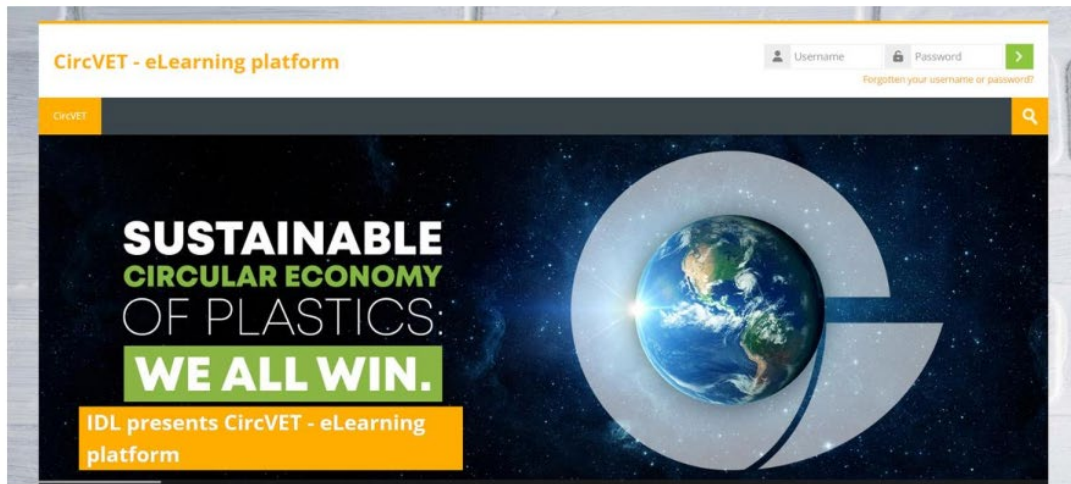 CircVET - eLearning platform
Username
Password
Forgotten your username or password?
CircVET
SUSTAINABLE
CIRCULAR ECONOMY
OF PLASTICS:
WE ALL WIN.
IDL presents CircVET - eLearning
platform